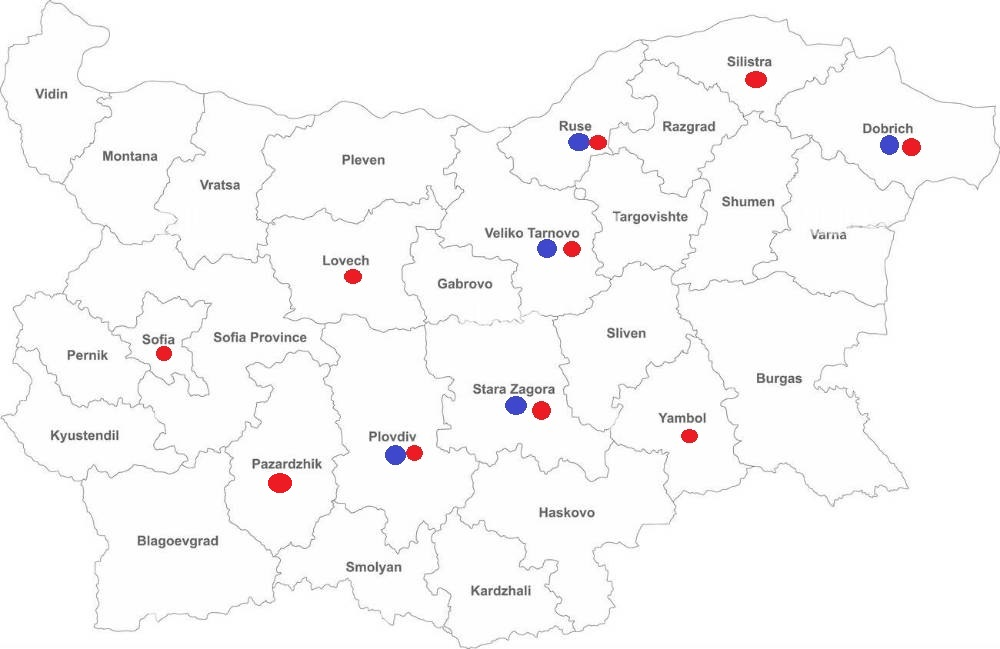 Silistra
Vidin
Ruse
Razgrad
Dobrich
Montana
Pleven
Vratsa
Shumen
Targovishte
Veliko Tarnovo
Varna
Lovech
Gabrovo
Sofia
Sofia Province
Sliven
Pernik
Burgas
Stara Zagora
Yambol
Kyustendil
Plovdiv
Pazardzhik
Haskovo
Blagoevgrad
Smolyan
Kardzhali